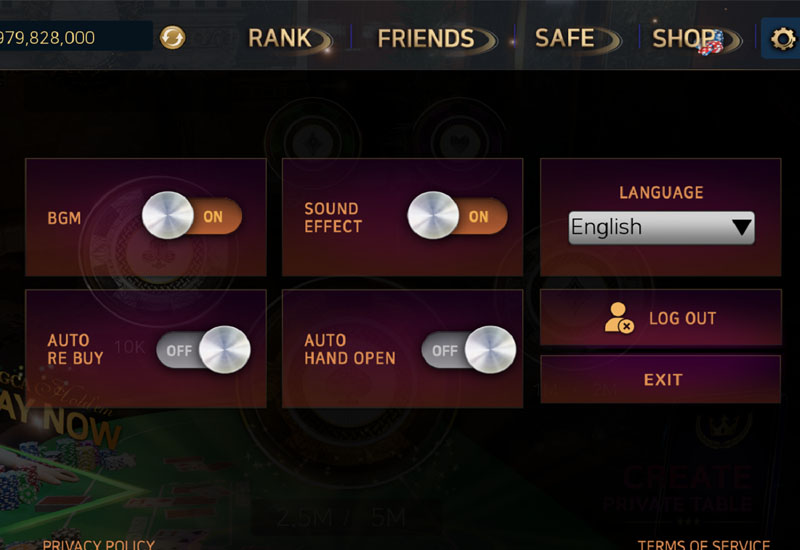 979,828,000
RANK
FRIENDS
SAFE
SHOP
BGM
ON
SOUND
EFFECT
ON
LANGUAGE
English
AUTO
RE BUY
OFF
AUTO
HAND OPEN
OFF
LOG OUT
EXIT
10K
1M
2M
AY NOW
CREATE
PRIVATE TABLE
2.5M / 5M
PRIVACY POLICY
TERMS OF SERVICE